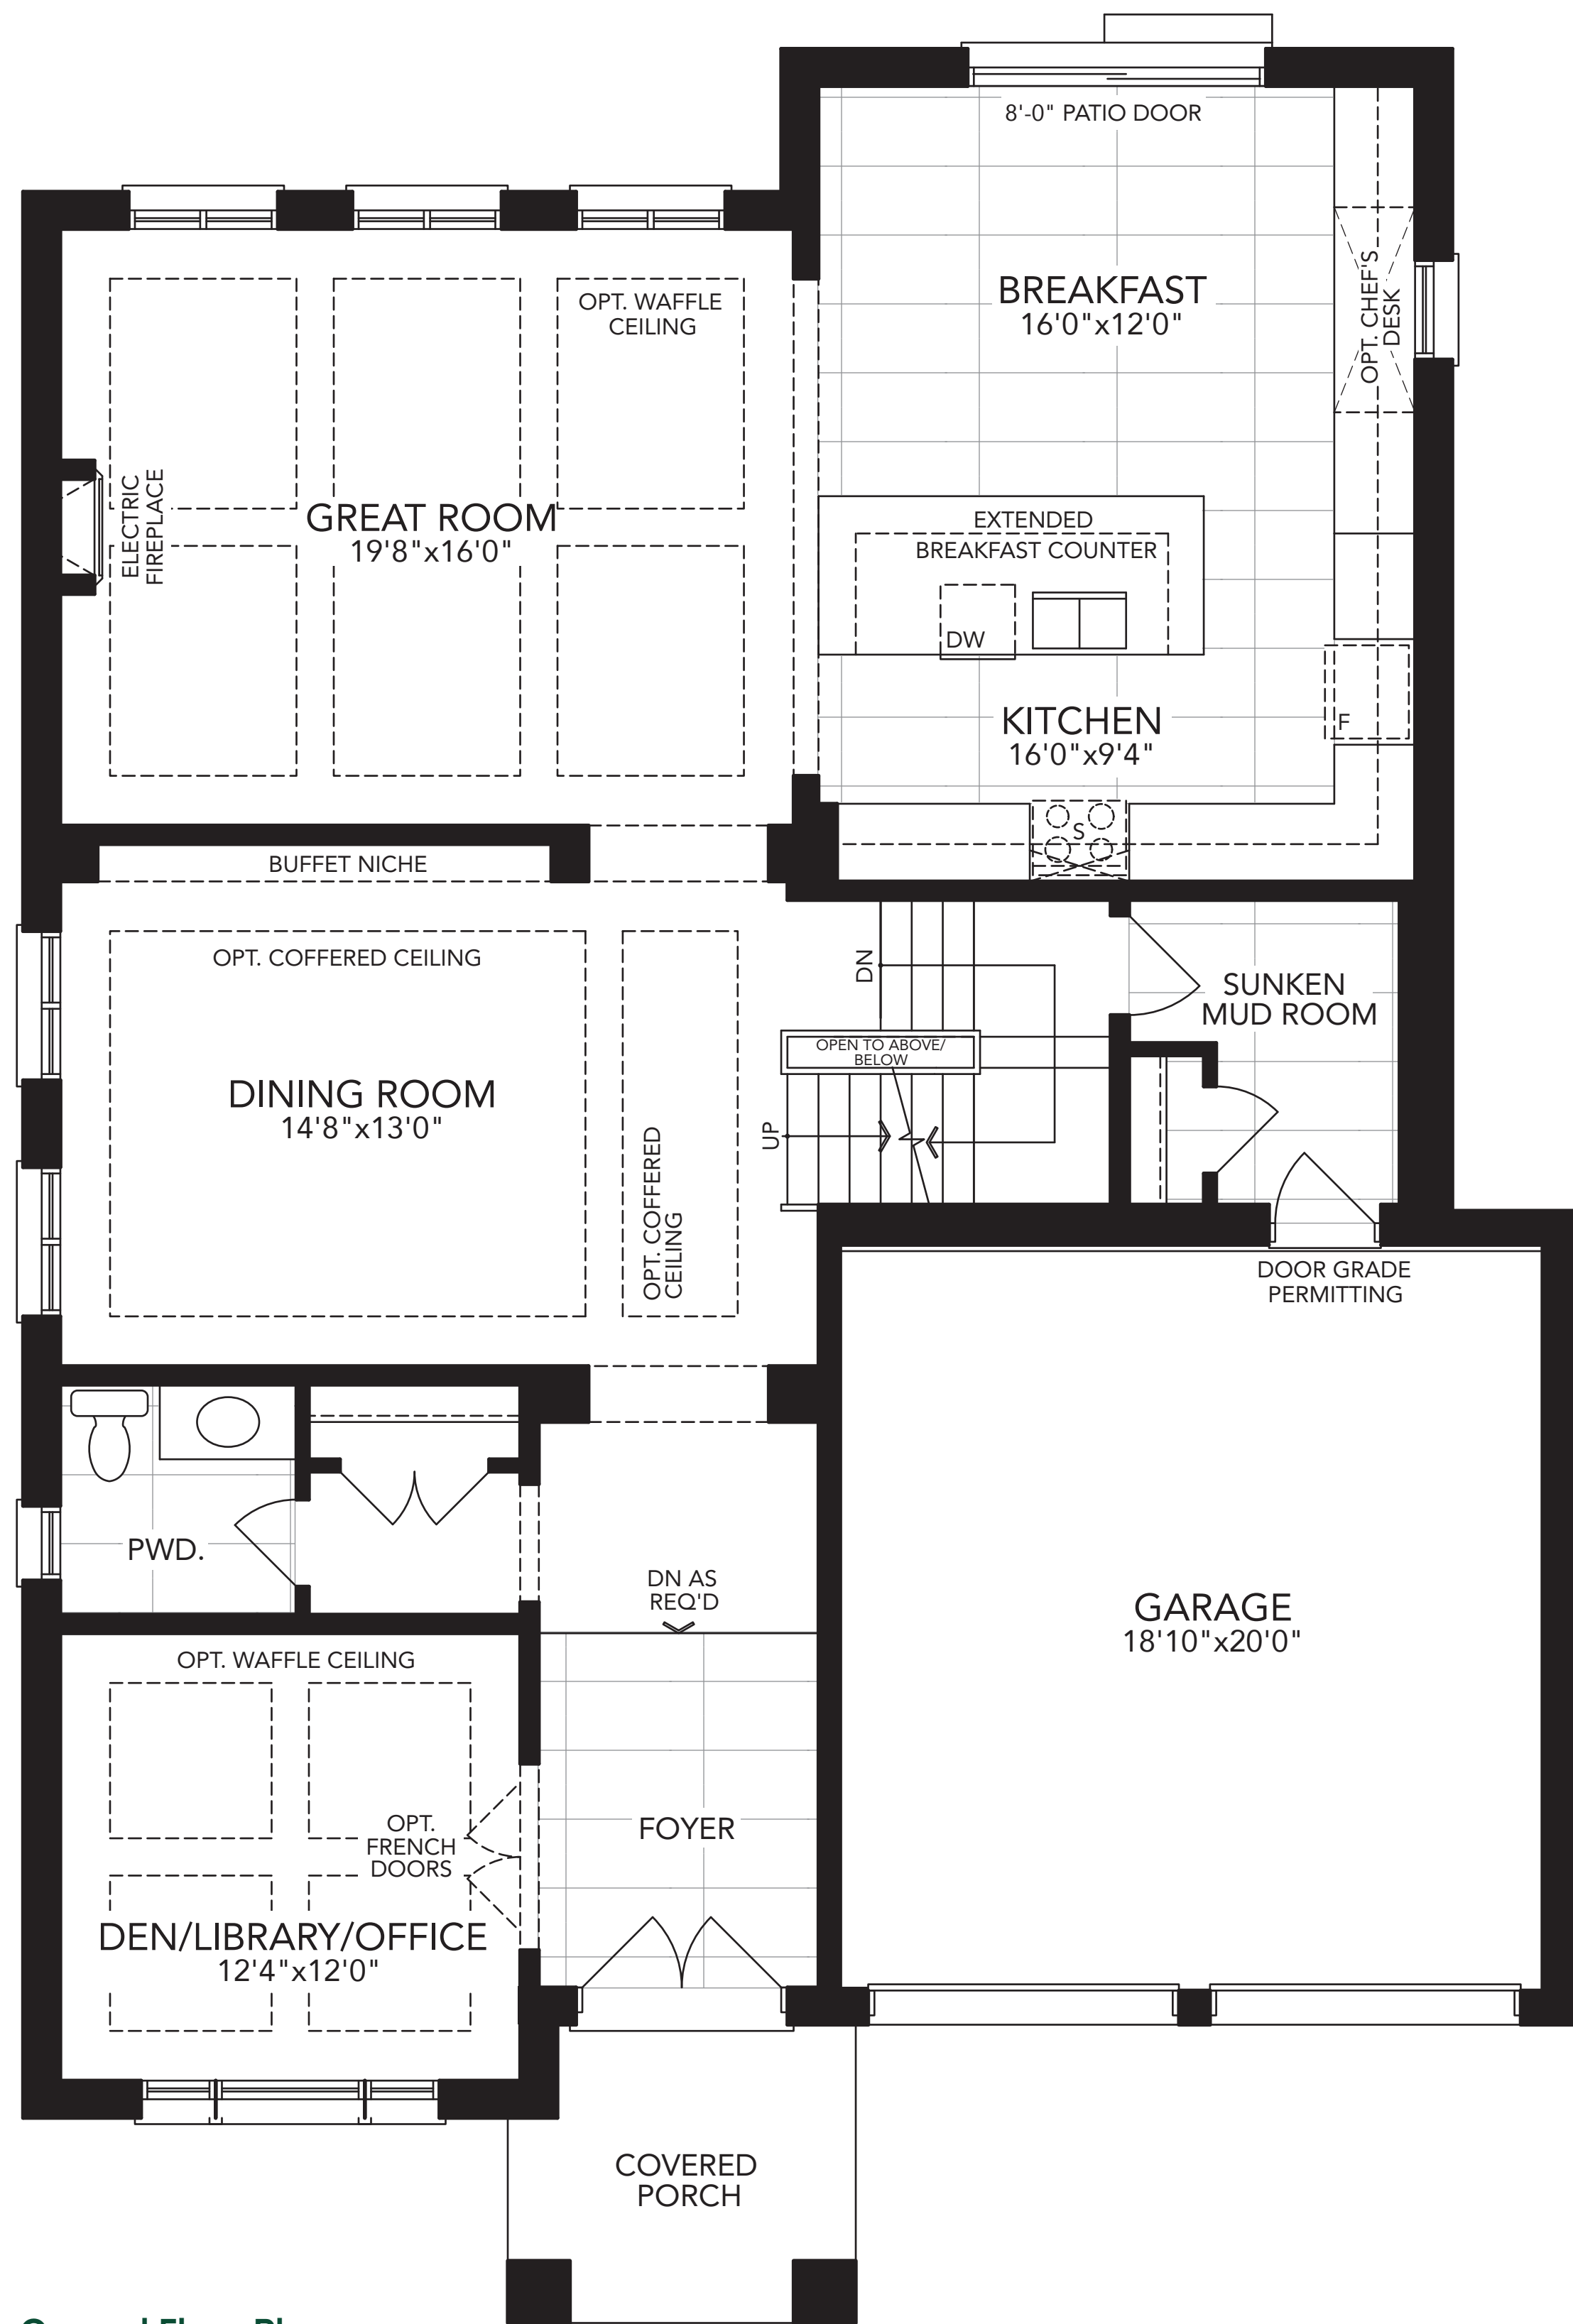 8'-0" PATIO DOOR
BREAKFAST
16'0"x12'0"
OPT. CHEF'S
DESK
OPT. WAFFLE
CEILING
GREAT ROOM
19'8"x16'0"
ELECTRIC
FIREPLACE
EXTENDED
BREAKFAST COUNTER
DW
KITCHEN
16'0"x9'4"
F
S
BUFFET NICHE
OPT. COFFERED CEILING
DINING ROOM
14'8"x13'0"
OPT. COFFERED
CEILING
DN
OPEN TO ABOVE/
BELOW
UP
SUNKEN
MUD ROOM
DOOR GRADE
PERMITTING
PWD.
DN AS
REQ'D
GARAGE
18'10"x20'0"
OPT. WAFFLE CEILING
OPT.
FRENCH
DOORS
FOYER
DEN/LIBRARY/OFFICE
12'4"x12'0"
COVERED
PORCH